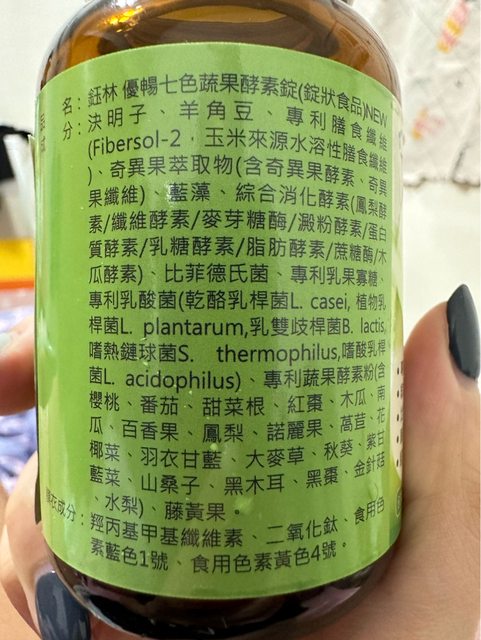 品名：鈺林 優暢七色蔬果酵素錠(錠狀食品)NEW
成分：決明子、羊角豆、專利膳食纖維
(Fibersol-2 玉米來源水溶性膳食纖維
)、奇異果萃取物(含奇異果酵素、奇異
果纖維)、藍藻、綜合消化酵素(鳳梨酵
素/纖維酵素/麥芽糖酶/澱粉酵素/蛋白
質酵素/乳糖酵素/脂肪酵素/蔗糖酶/木
瓜酵素)、比菲德氏菌、專利乳果寡糖、
專利乳酸菌(乾酪乳桿菌L. casei, 植物乳
桿菌L. plantarum,乳雙歧桿菌B. lactis,
嗜熱鏈球菌S. thermophilus,嗜酸乳桿
菌L. acidophilus)、專利蔬果酵素粉(含
櫻桃、番茄、甜菜根、紅棗、木瓜、南
瓜、百香果、鳳梨、諾麗果、萵苣、花
椰菜、羽衣甘藍、大麥草、秋葵、紫甘
藍菜、山桑子、黑木耳、黑棗、金針菇
、水梨)、藤黃果。
膜衣成分：羥丙基甲基纖維素、二氧化鈦、食用色
素藍色1號、食用色素黃色4號。